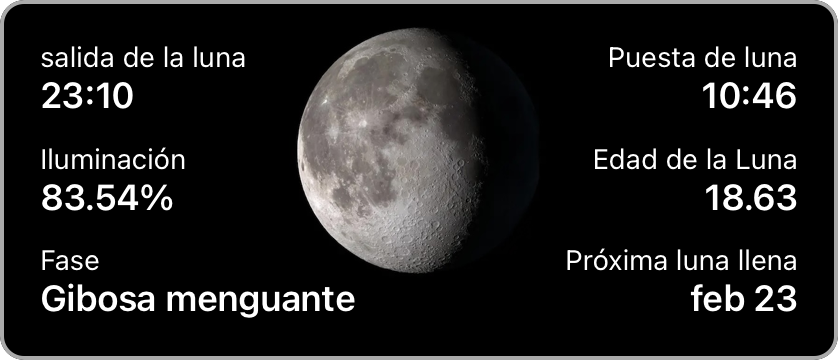 salida de la luna
23:10
Iluminación
83.54%
Fase
Gibosa menguante
Puesta de luna
10:46
Edad de la Luna
18.63
Próxima luna llena
feb 23